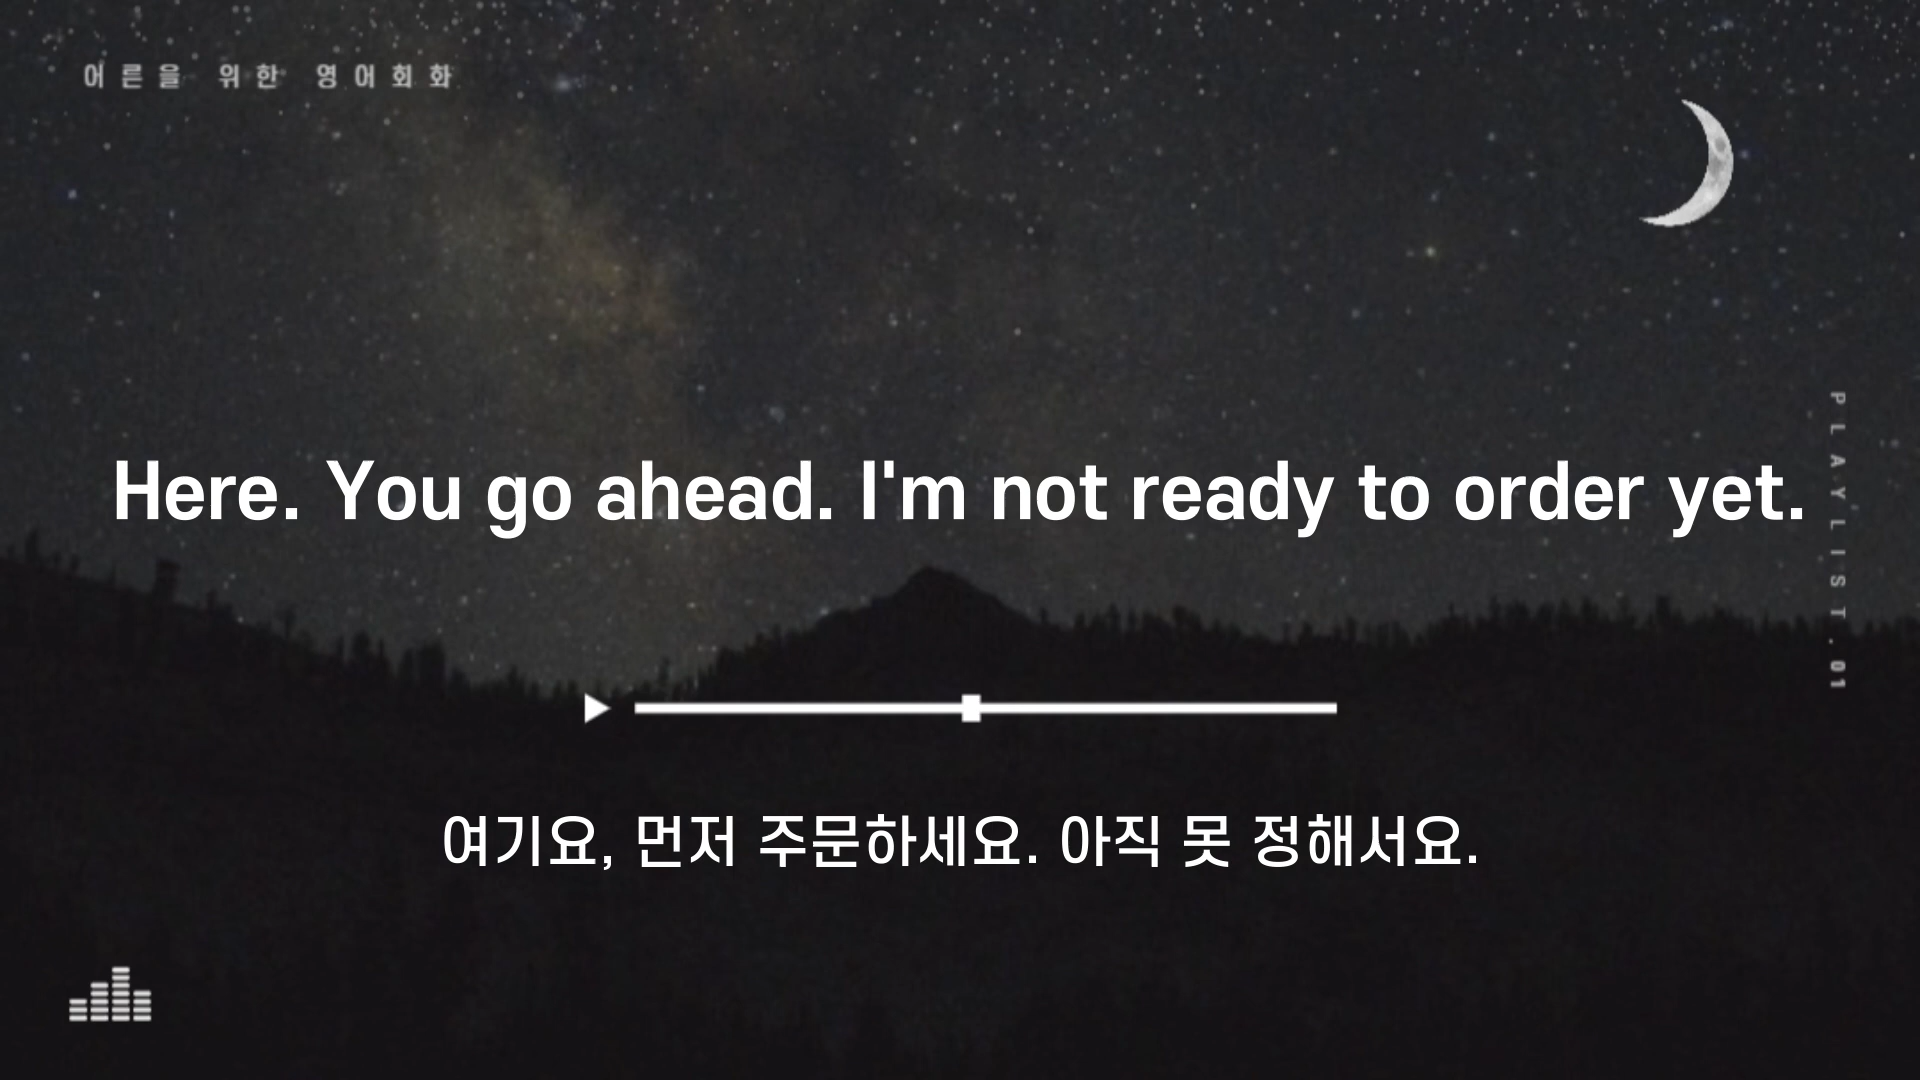 어른을 위한 영어회화
Here. You go ahead. I'm not ready to order yet.
PLAYLIST.01
여기요, 먼저 주문하세요. 아직 못 정해서요.